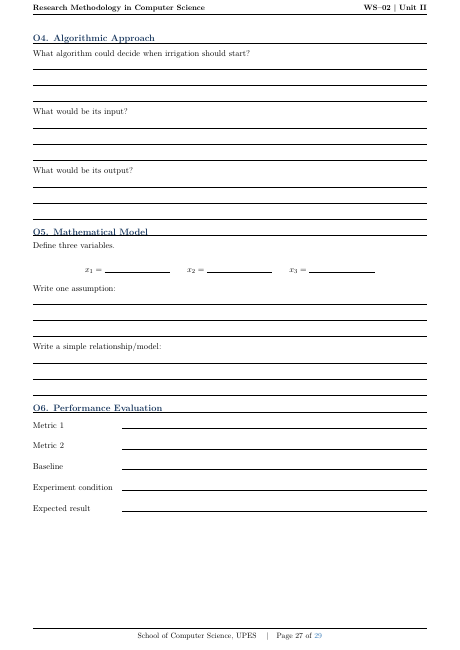 Research Methodology in Computer Science WS–02 | Unit II
O4. Algorithmic Approach
What algorithm could decide when irrigation should start?
What would be its input?
What would be its output?
O5. Mathematical Model
Define three variables.
x₁ = x₂ = x₃ =
Write one assumption:
Write a simple relationship/model:
O6. Performance Evaluation
Metric 1
Metric 2
Baseline
Experiment condition
Expected result
School of Computer Science, UPES | Page 27 of 29